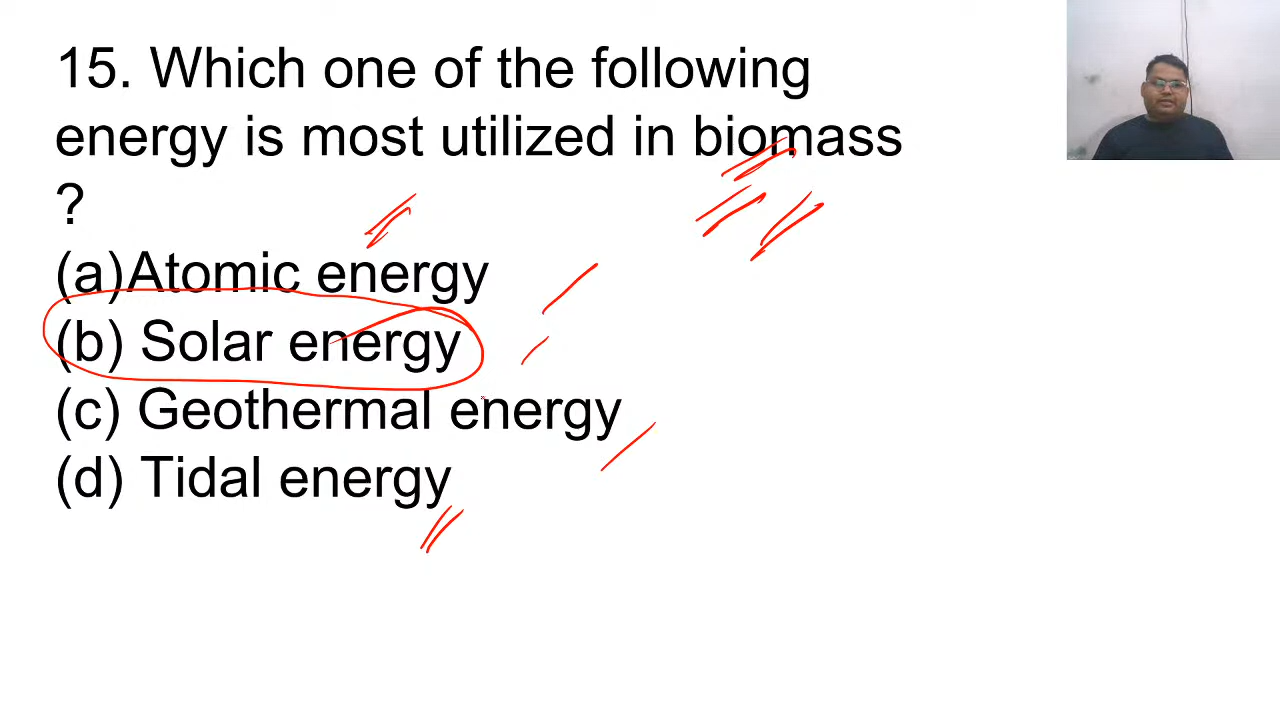 15. Which one of the following
energy is most utilized in biomass
?
(a)Atomic energy
(b) Solar energy
(c) Geothermal energy
(d) Tidal energy